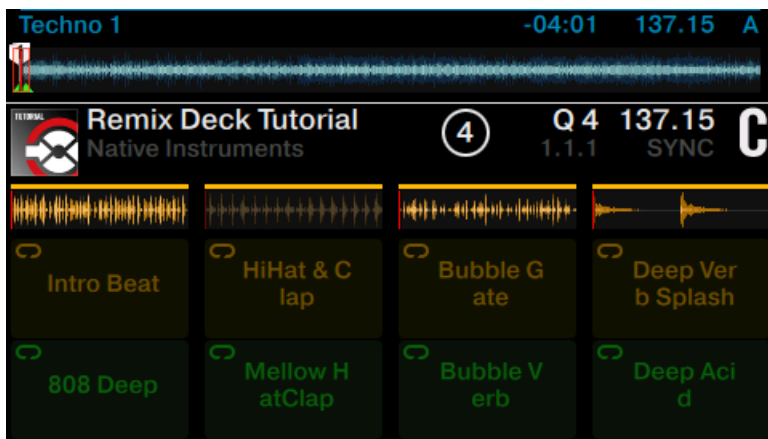 Techno 1 -04:01 137.15 A
1
TUTORIAL
Remix Deck Tutorial 4 Q 4 137.15 C
Native Instruments 1.1.1 SYNC
Intro Beat
HiHat & C
lap
Bubble G
ate
Deep Ver
b Splash
808 Deep
Mellow H
atClap
Bubble V
erb
Deep Aci
d